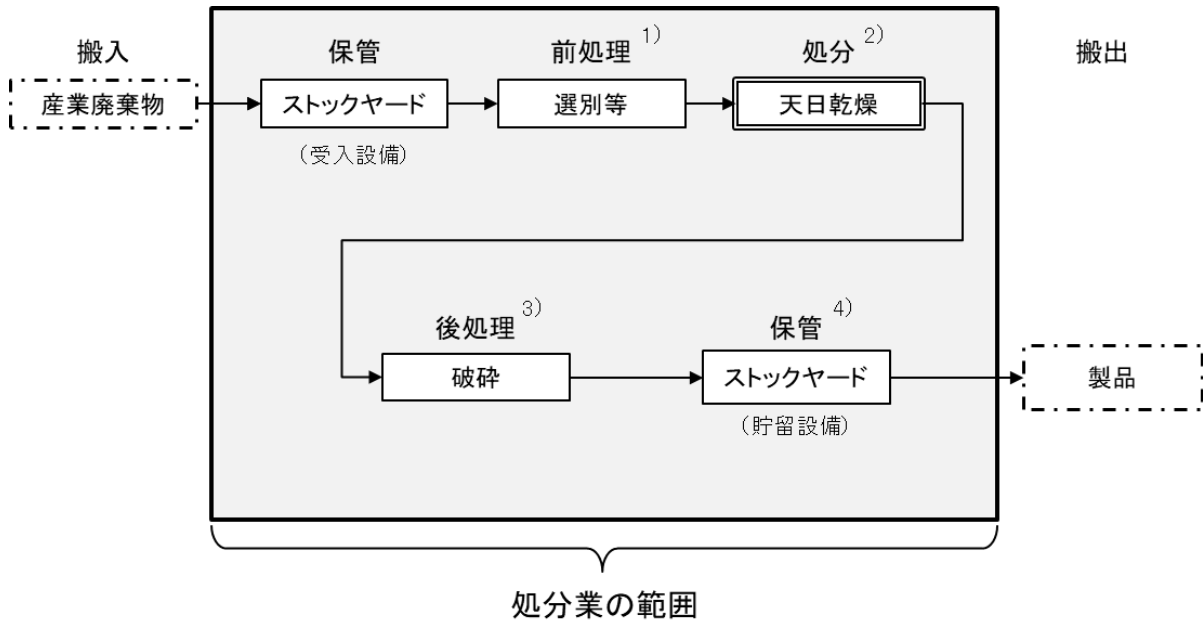 搬入
産業廃棄物
保管
ストックヤード
(受入設備)
前処理 1)
選別等
処分 2)
天日乾燥
搬出
後処理 3)
破砕
保管 4)
ストックヤード
(貯留設備)
製品
処分業の範囲